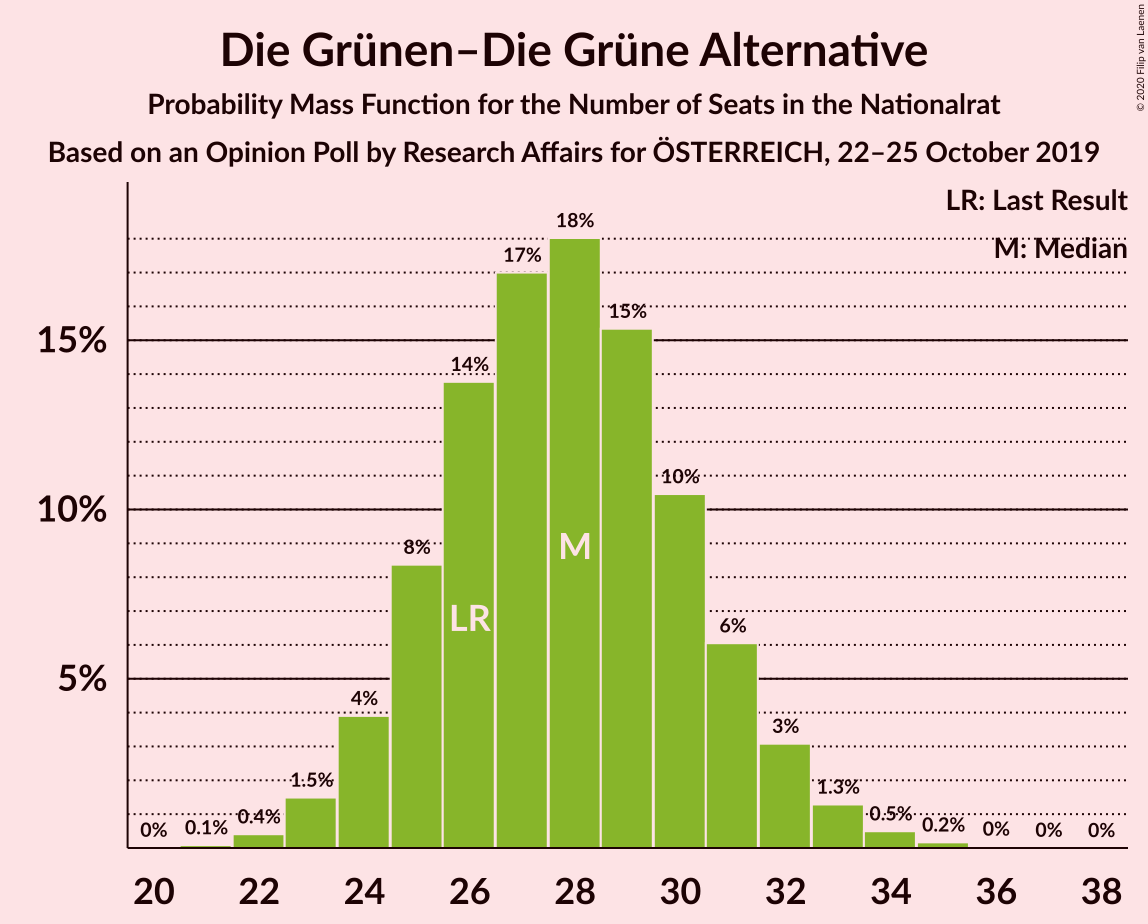 Die Grünen–Die Grüne Alternative
Probability Mass Function for the Number of Seats in the Nationalrat
Based on an Opinion Poll by Research Affairs for ÖSTERREICH, 22–25 October 2019
© 2020 Filip van Laenen
LR: Last Result
M: Median
15%
10%
5%
0%
0.1%
0.4%
1.5%
4%
8%
14%
17%
18%
15%
10%
6%
3%
1.3%
0.5%
0.2%
0%
0%
0%
LR
M
20 22 24 26 28 30 32 34 36 38